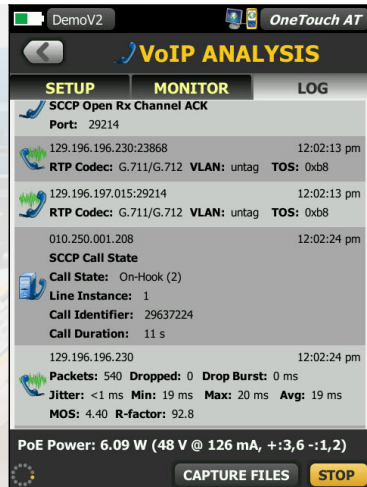 DemoV2
OneTouch AT
VoIP ANALYSIS
SETUP MONITOR LOG
SCCP Open Rx Channel ACK
Port: 29214
129.196.196.230:23868 12:02:13 pm
RTP Codec: G.711/G.712 VLAN: untag TOS: 0xb8
129.196.197.015:29214 12:02:13 pm
RTP Codec: G.711/G.712 VLAN: untag TOS: 0xb8
010.250.001.208 12:02:24 pm
SCCP Call State
Call State: On-Hook (2)
Line Instance: 1
Call Identifier: 29637224
Call Duration: 11 s
129.196.196.230 12:02:24 pm
Packets: 540 Dropped: 0 Drop Burst: 0 ms
Jitter: <1 ms Min: 19 ms Max: 20 ms Avg: 19 ms
MOS: 4.40 R-factor: 92.8
PoE Power: 6.09 W (48 V @ 126 mA, +:3,6 -:1,2)
CAPTURE FILES STOP